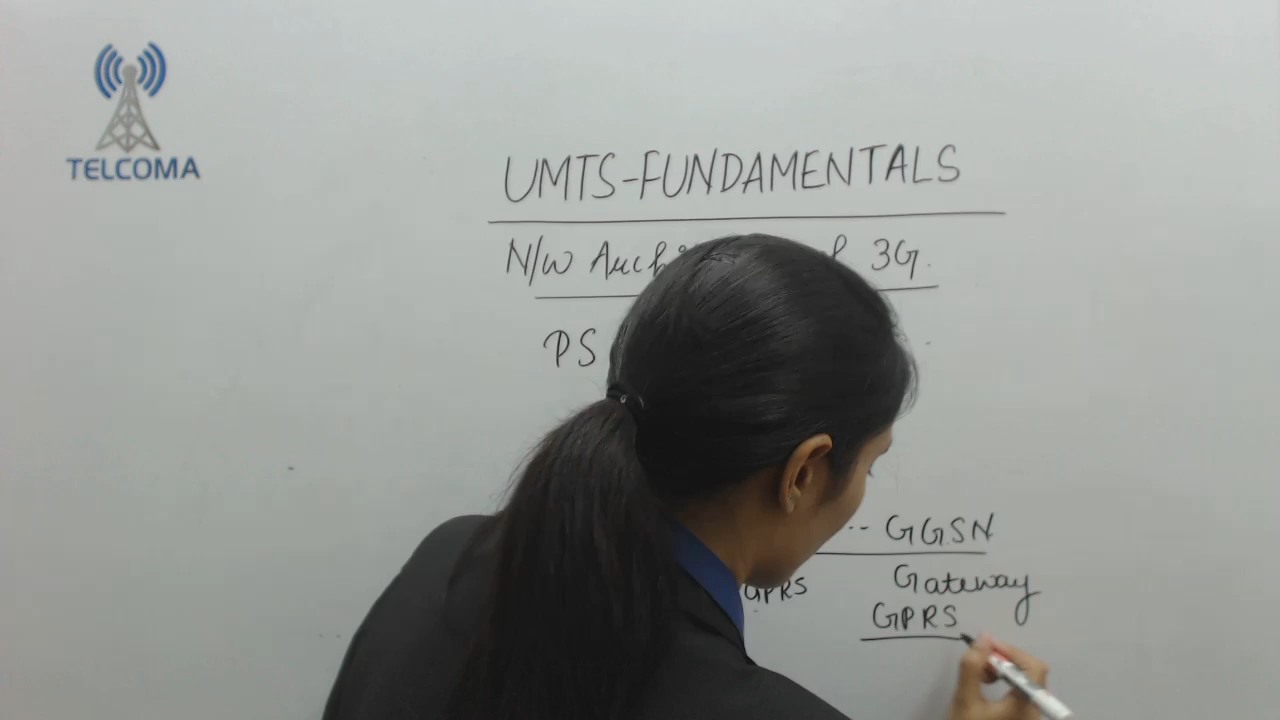 TELCOMA
UMTS-FUNDAMENTALS
N/W 3G.
PS
-- GGSN
GPRS Gateway
GPRS